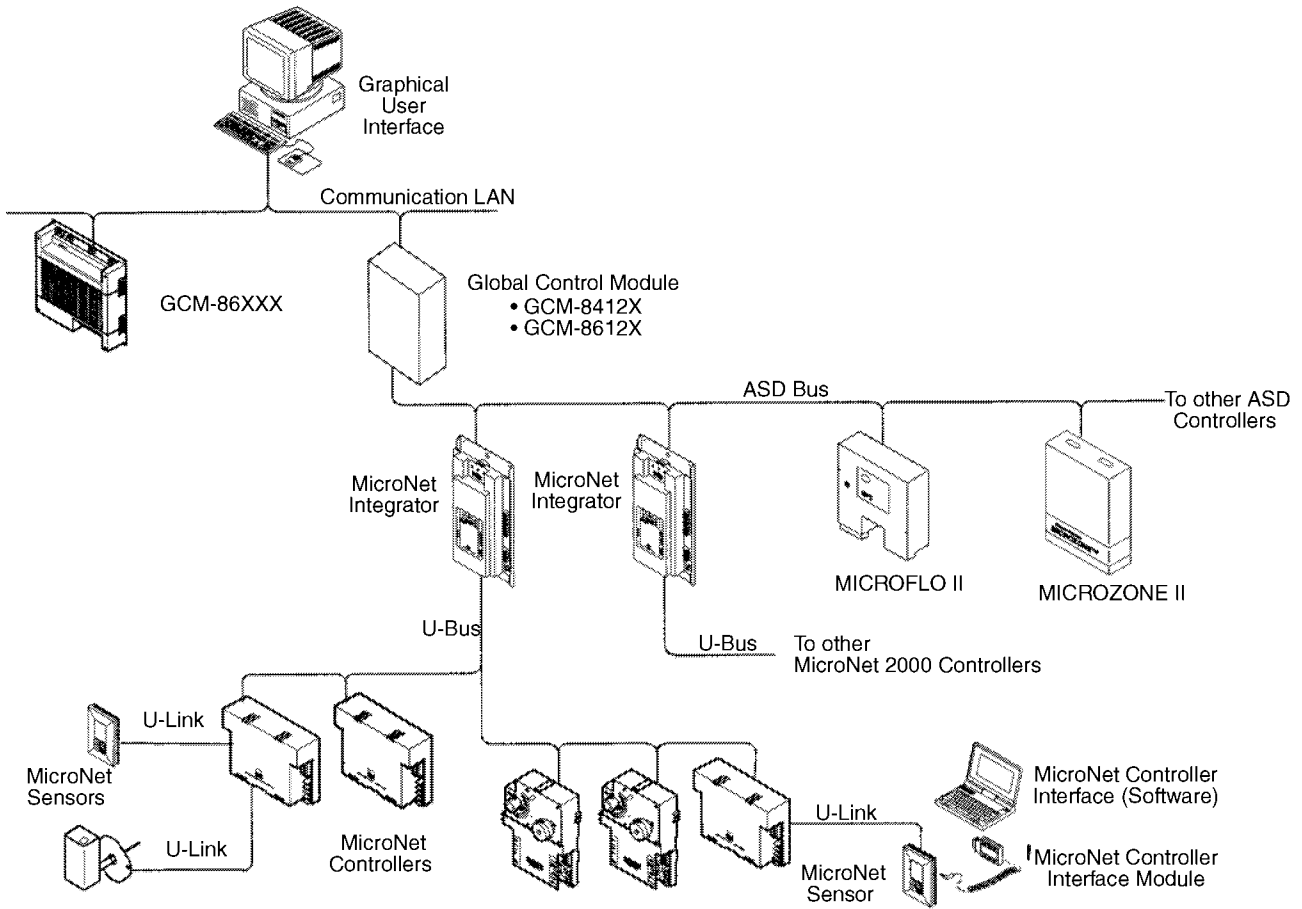 Graphical
User
Interface
Communication LAN
GCM-86XXX
Global Control Module
• GCM-8412X
• GCM-8612X
ASD Bus
To other ASD
Controllers
MicroNet
Integrator
MicroNet
Integrator
MICROFLO II
MICROZONE II
U-Bus
U-Bus
To other
MicroNet 2000 Controllers
U-Link
MicroNet
Sensors
U-Link
MicroNet
Controllers
U-Link
MicroNet
Sensor
MicroNet Controller
Interface (Software)
MicroNet Controller
Interface Module